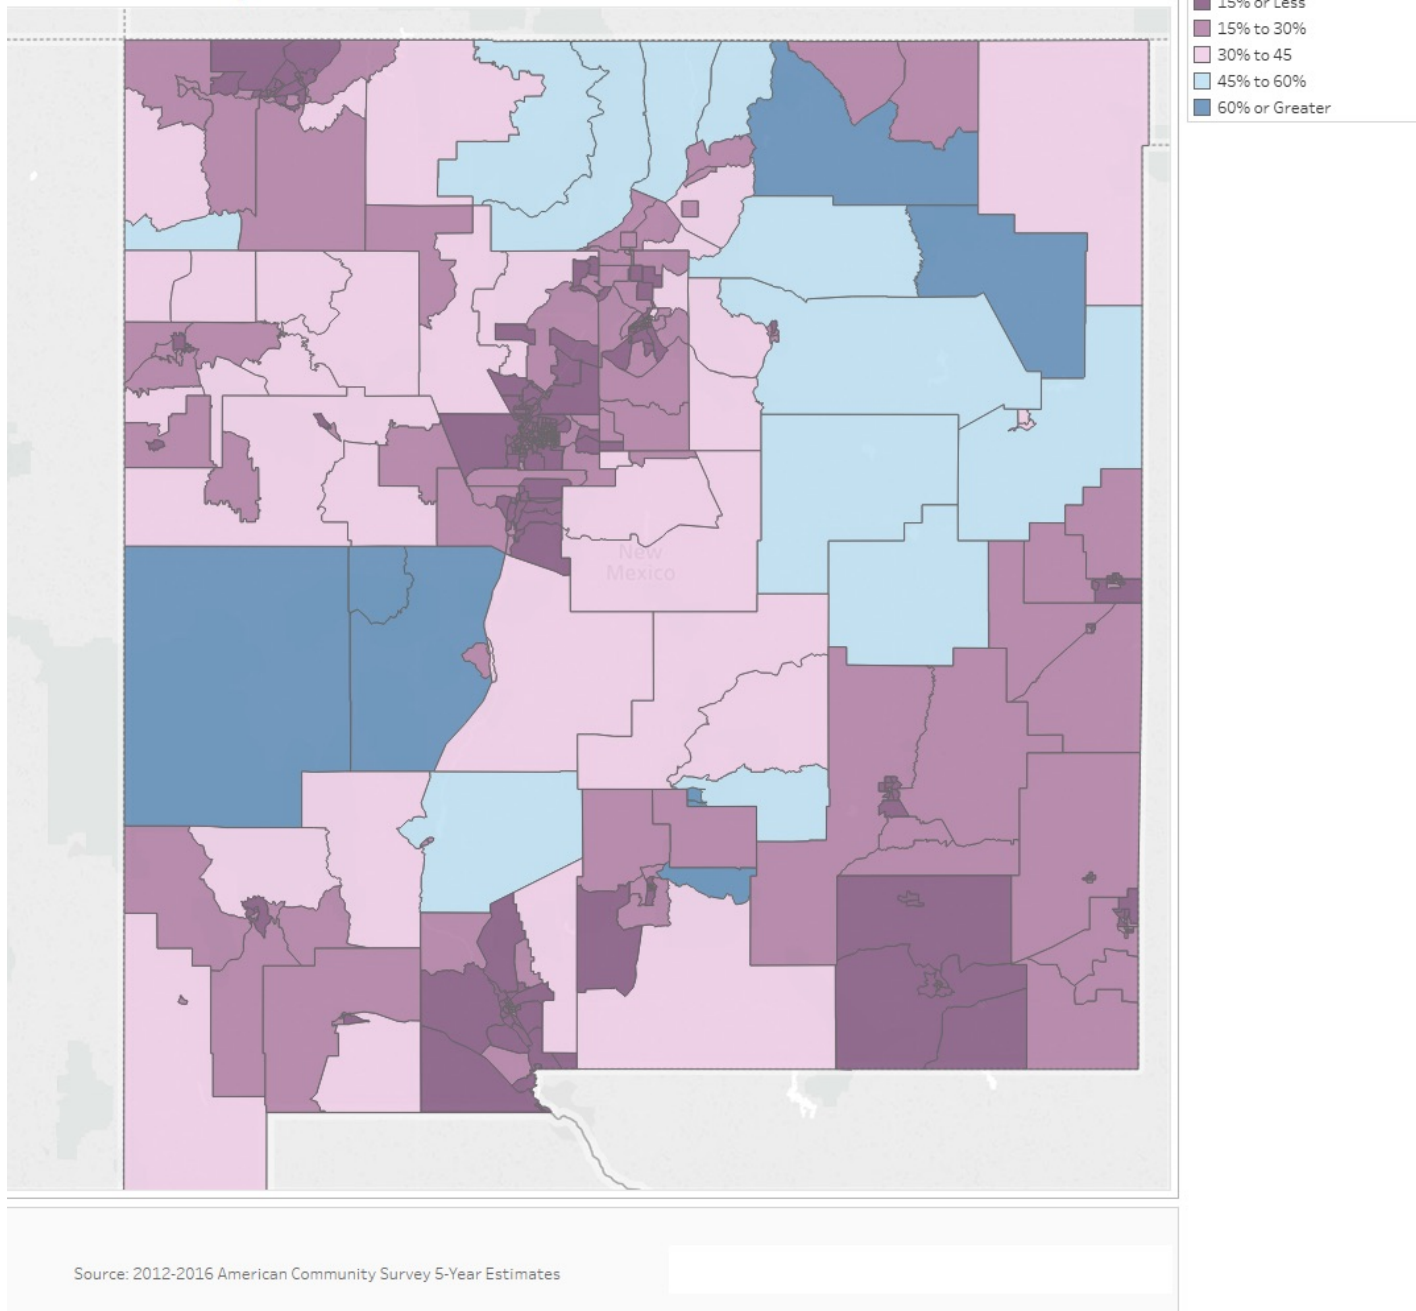 15% or Less
15% to 30%
30% to 45
45% to 60%
60% or Greater
New
Mexico
Source: 2012-2016 American Community Survey 5-Year Estimates